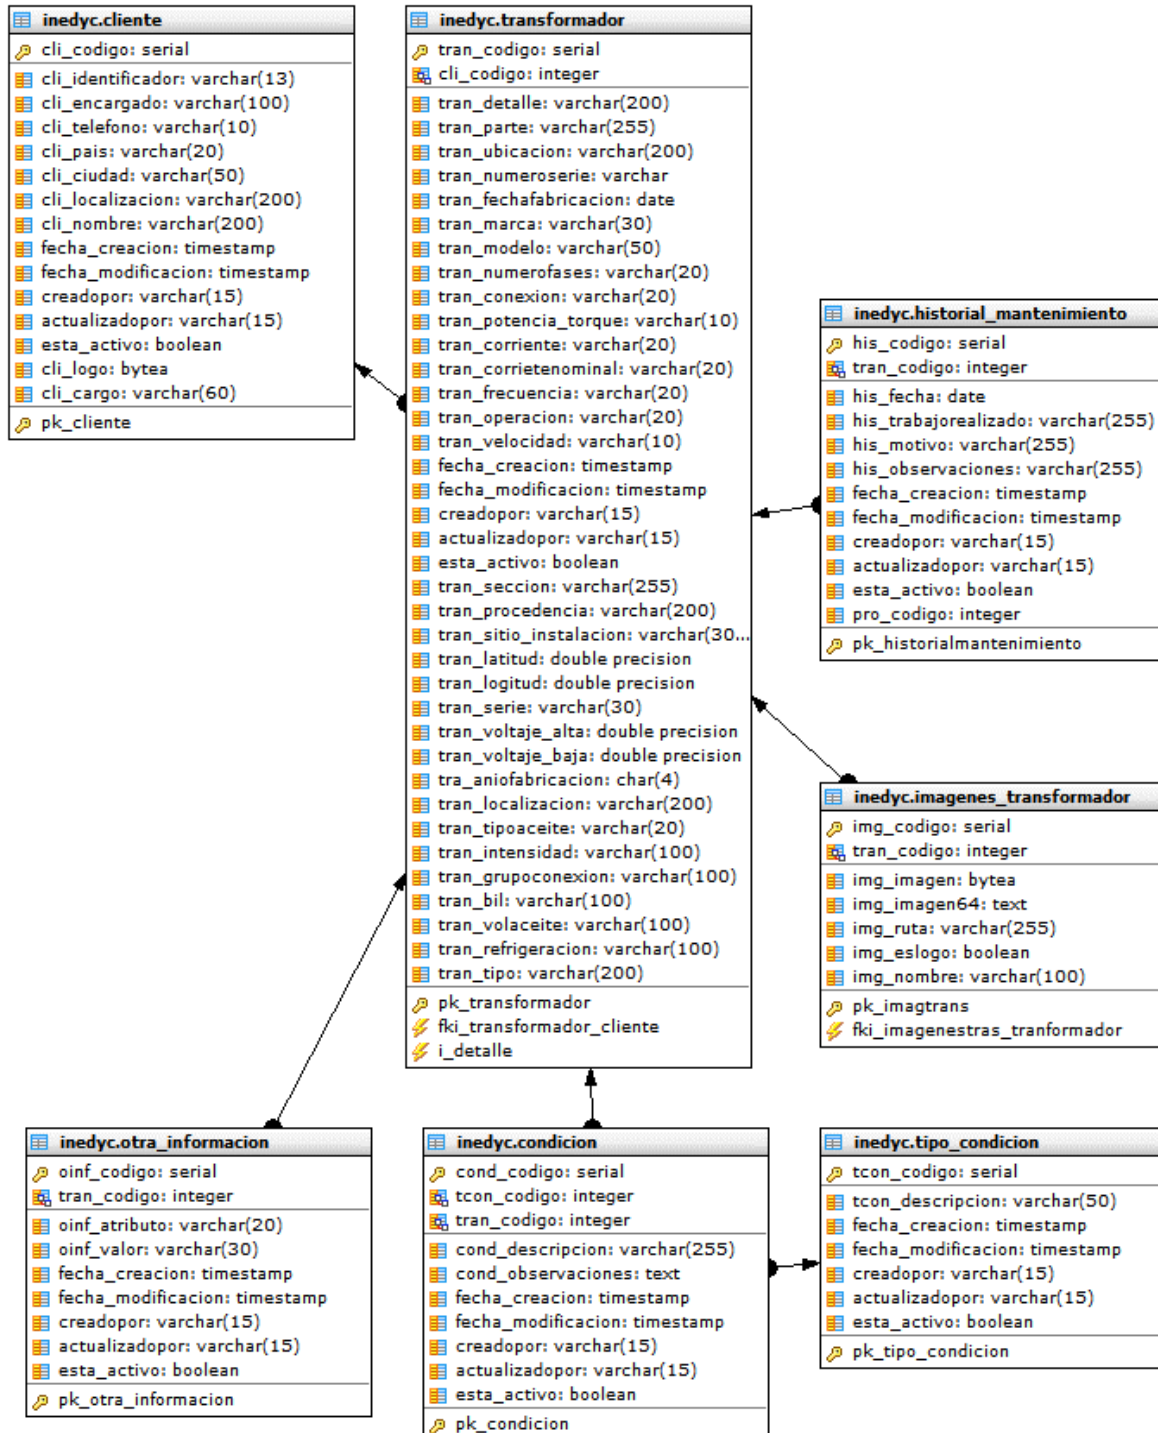 inedyc.cliente
cli_codigo: serial
cli_identificador: varchar(13)
cli_encargado: varchar(100)
cli_telefono: varchar(10)
cli_pais: varchar(20)
cli_ciudad: varchar(50)
cli_localizacion: varchar(200)
cli_nombre: varchar(200)
fecha_creacion: timestamp
fecha_modificacion: timestamp
creadopor: varchar(15)
actualizadopor: varchar(15)
esta_activo: boolean
cli_logo: bytea
cli_cargo: varchar(60)
pk_cliente
inedyc.transformador
tran_codigo: serial
cli_codigo: integer
tran_detalle: varchar(200)
tran_parte: varchar(255)
tran_ubicacion: varchar(200)
tran_numeroserie: varchar
tran_fechafabricacion: date
tran_marca: varchar(30)
tran_modelo: varchar(50)
tran_numerofases: varchar(20)
tran_conexion: varchar(20)
tran_potencia_torque: varchar(10)
tran_corriente: varchar(20)
tran_corrietenominal: varchar(20)
tran_frecuencia: varchar(20)
tran_operacion: varchar(20)
tran_velocidad: varchar(10)
fecha_creacion: timestamp
fecha_modificacion: timestamp
creadopor: varchar(15)
actualizadopor: varchar(15)
esta_activo: boolean
tran_seccion: varchar(255)
tran_procedencia: varchar(200)
tran_sitio_instalacion: varchar(30...
tran_latitud: double precision
tran_logitud: double precision
tran_serie: varchar(30)
tran_voltaje_alta: double precision
tran_voltaje_baja: double precision
tra_aniofabricacion: char(4)
tran_localizacion: varchar(200)
tran_tipoaceite: varchar(20)
tran_intensidad: varchar(100)
tran_grupoconexion: varchar(100)
tran_bil: varchar(100)
tran_volaceite: varchar(100)
tran_refrigeracion: varchar(100)
tran_tipo: varchar(200)
pk_transformador
fki_transformador_cliente
i_detalle
inedyc.historial_mantenimiento
his_codigo: serial
tran_codigo: integer
his_fecha: date
his_trabajorealizado: varchar(255)
his_motivo: varchar(255)
his_observaciones: varchar(255)
fecha_creacion: timestamp
fecha_modificacion: timestamp
creadopor: varchar(15)
actualizadopor: varchar(15)
esta_activo: boolean
pro_codigo: integer
pk_historialmantenimiento
inedyc.imagenes_transformador
img_codigo: serial
tran_codigo: integer
img_imagen: bytea
img_imagen64: text
img_ruta: varchar(255)
img_eslogo: boolean
img_nombre: varchar(100)
pk_imagtrans
fki_imagenestras_tranformador
inedyc.otra_informacion
oinf_codigo: serial
tran_codigo: integer
oinf_atributo: varchar(20)
oinf_valor: varchar(30)
fecha_creacion: timestamp
fecha_modificacion: timestamp
creadopor: varchar(15)
actualizadopor: varchar(15)
esta_activo: boolean
pk_otra_informacion
inedyc.condicion
cond_codigo: serial
tcon_codigo: integer
tran_codigo: integer
cond_descripcion: varchar(255)
cond_observaciones: text
fecha_creacion: timestamp
fecha_modificacion: timestamp
creadopor: varchar(15)
actualizadopor: varchar(15)
esta_activo: boolean
pk_condicion
inedyc.tipo_condicion
tcon_codigo: serial
tcon_descripcion: varchar(50)
fecha_creacion: timestamp
fecha_modificacion: timestamp
creadopor: varchar(15)
actualizadopor: varchar(15)
esta_activo: boolean
pk_tipo_condicion